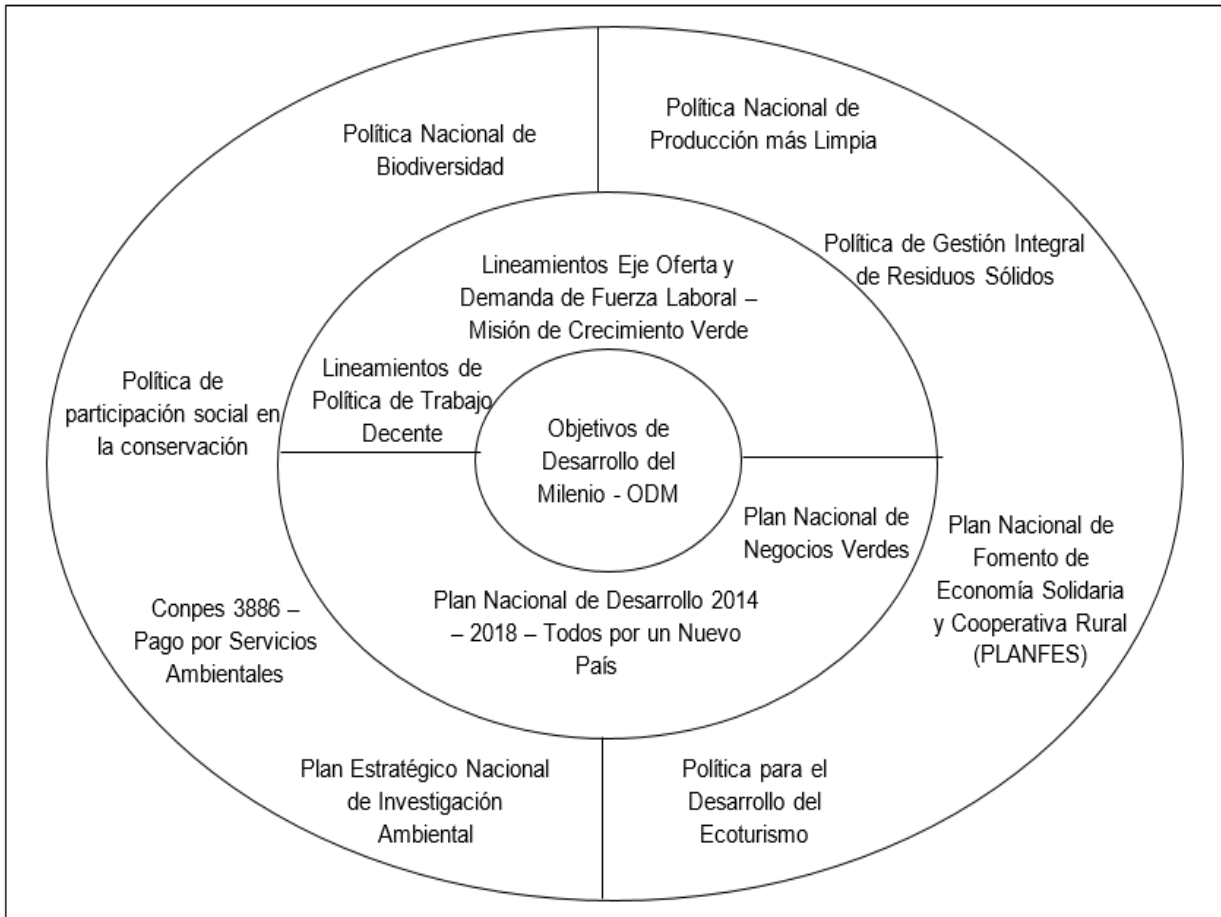 Política Nacional de
Biodiversidad
Política Nacional de
Producción más Limpia
Política de Gestión Integral
de Residuos Sólidos
Lineamientos Eje Oferta y
Demanda de Fuerza Laboral –
Misión de Crecimiento Verde
Lineamientos de
Política de Trabajo
Decente
Política de
participación social en
la conservación
Objetivos de
Desarrollo del
Milenio - ODM
Plan Nacional de
Negocios Verdes
Plan Nacional de
Fomento de
Economía Solidaria
y Cooperativa Rural
(PLANFES)
Plan Nacional de Desarrollo 2014
– 2018 – Todos por un Nuevo
País
Conpes 3886 –
Pago por Servicios
Ambientales
Plan Estratégico Nacional
de Investigación
Ambiental
Política para el
Desarrollo del
Ecoturismo